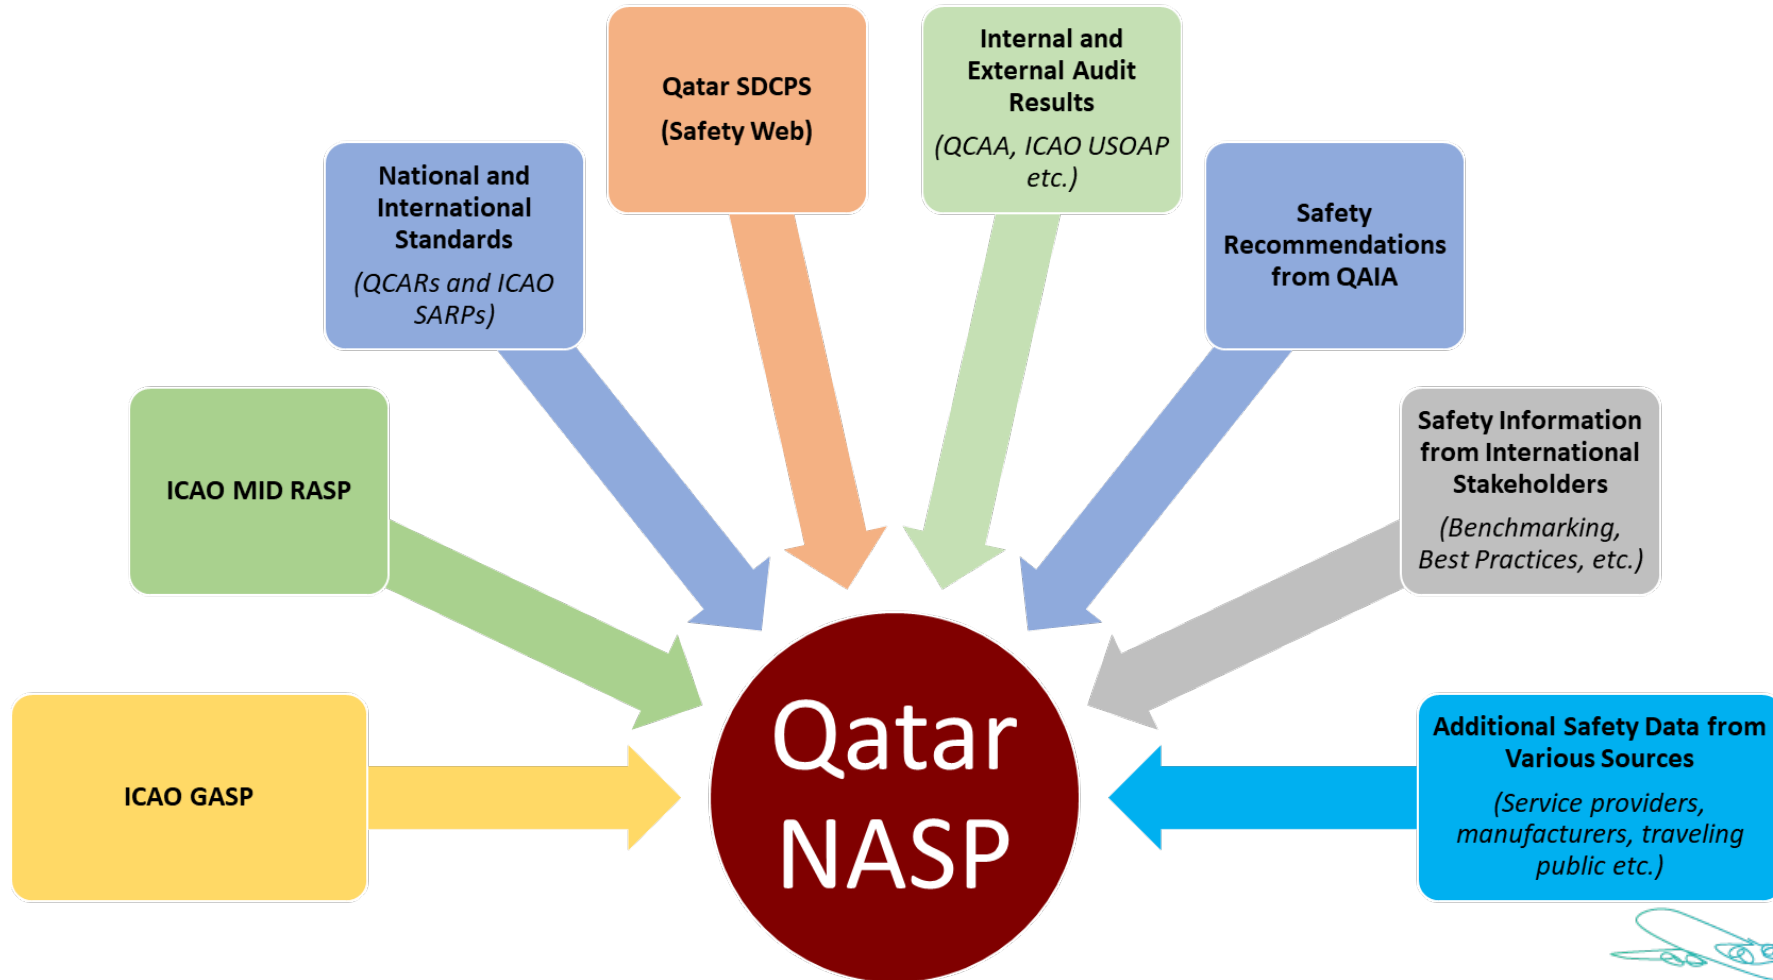 Qatar SDCPS
(Safety Web)
Internal and
External Audit
Results
(QCAA, ICAO USOAP
etc.)
National and
International
Standards
(QCARs and ICAO
SARPs)
Safety
Recommendations
from QAIA
ICAO MID RASP
Safety Information
from International
Stakeholders
(Benchmarking,
Best Practices, etc.)
ICAO GASP
Qatar
NASP
Additional Safety Data from
Various Sources
(Service providers,
manufacturers, traveling
public etc.)